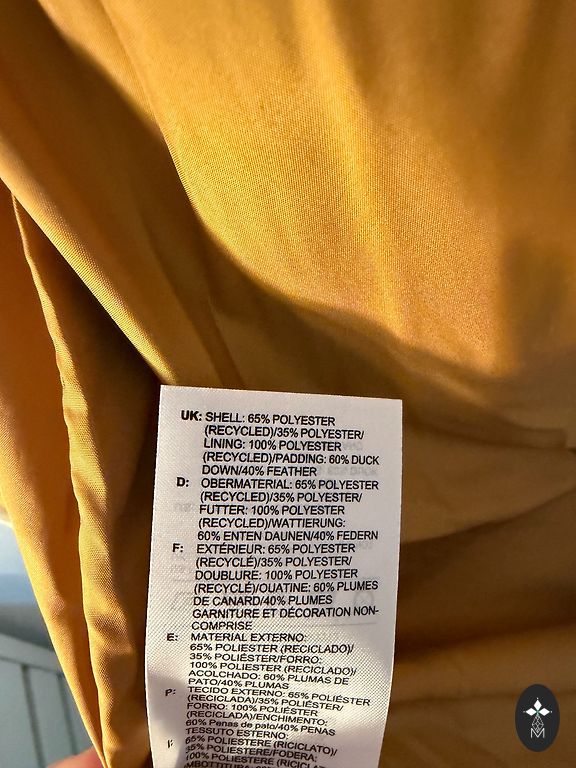 UK: SHELL: 65% POLYESTER
(RECYCLED)/35% POLYESTER/
LINING: 100% POLYESTER
(RECYCLED)/PADDING: 60% DUCK
DOWN/40% FEATHER
D: OBERMATERIAL: 65% POLYESTER
(RECYCLED)/35% POLYESTER/
FUTTER: 100% POLYESTER
(RECYCLED)/WATTIERUNG:
60% ENTEN DAUNEN/40% FEDERN
F: EXTÉRIEUR: 65% POLYESTER
(RECYCLÉ)/35% POLYESTER/
DOUBLURE: 100% POLYESTER
(RECYCLÉ)/OUATINE: 60% PLUMES
DE CANARD/40% PLUMES
GARNITURE ET DÉCORATION NON-
COMPRISE
E: MATERIAL EXTERNO:
65% POLIESTER (RECICLADO)/
35% POLIÉSTER/FORRO:
100% POLIESTER (RECICLADO)/
ACOLCHADO: 60% PLUMAS DE
PATO/40% PLUMAS
P: TECIDO EXTERNO: 65% POLIÉSTER
(RECICLADA)/35% POLIÉSTER/
FORRO: 100% POLIÉSTER
(RECICLADA)/ENCHIMENTO:
60% Penas de pato/40% PENAS
I: TESSUTO ESTERNO:
65% POLIESTERE (RICICLATO)/
35% POLIESTERE/FODERA:
100% POLIESTERE
M